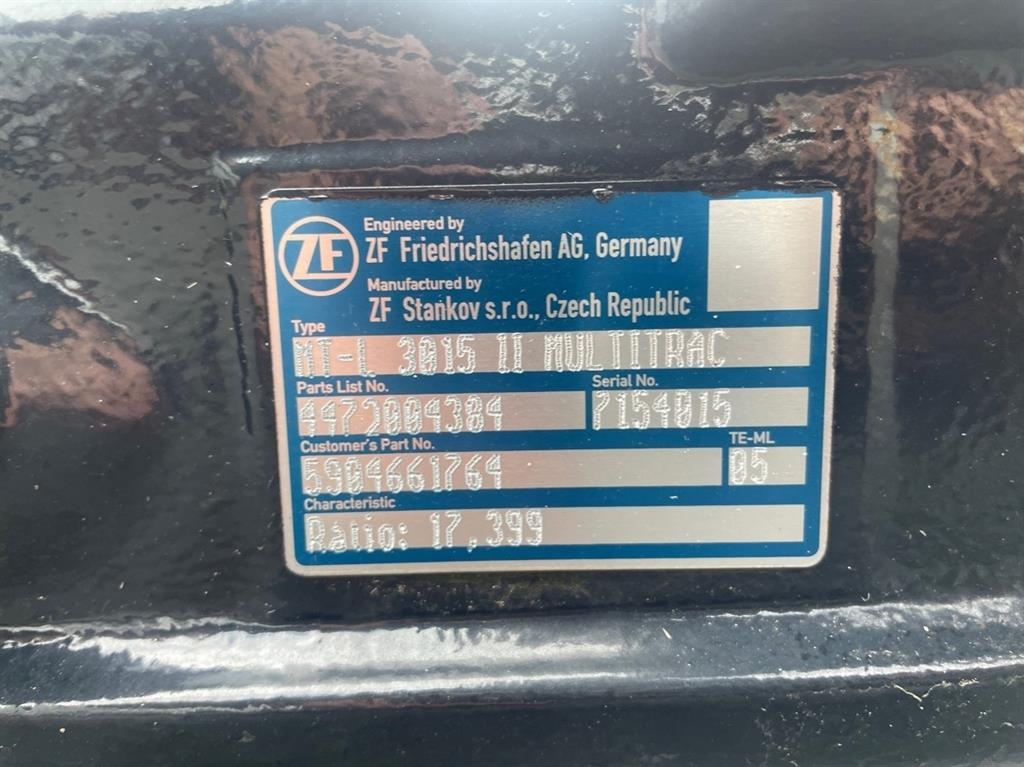 ZF
Engineered by
ZF Friedrichshafen AG, Germany
Manufactured by
ZF Stankov s.r.o., Czech Republic
Type
MT-L 3015 II MULTITRAC
Parts List No.
4472004384
Serial No.
7154015
Customer's Part No.
5904661764
TE-ML
05
Characteristic
Ratio: 17,399